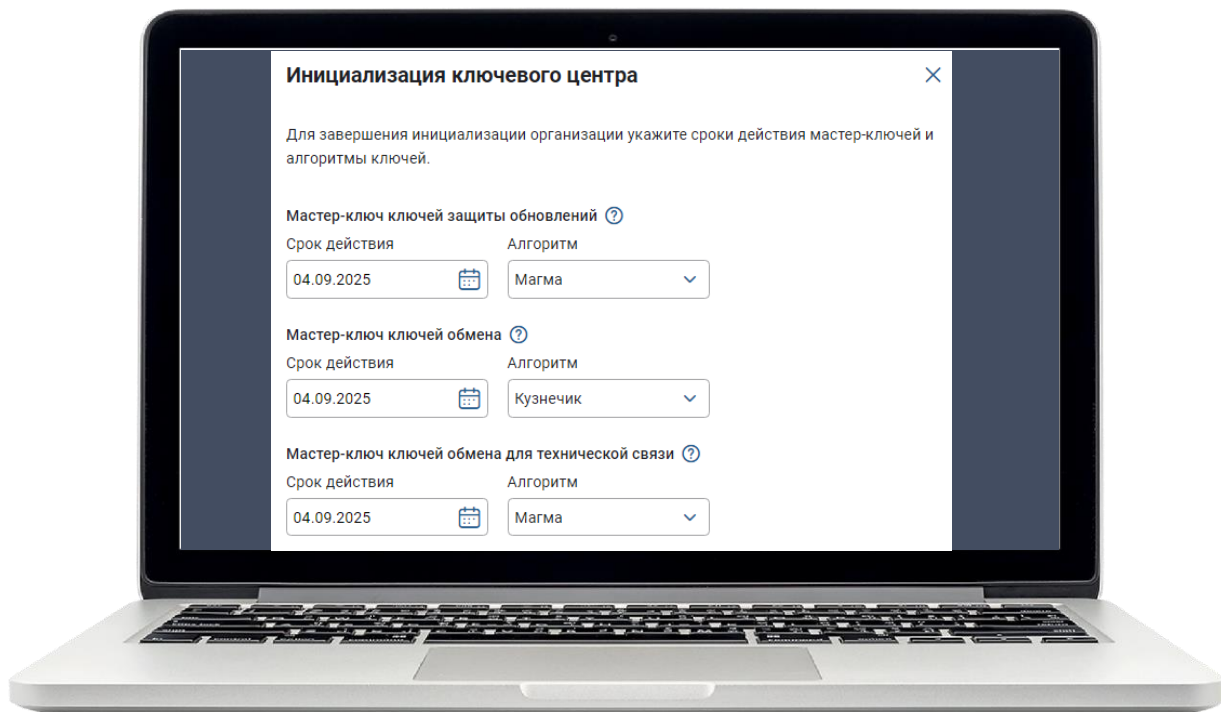 Инициализация ключевого центра
Для завершения инициализации организации укажите сроки действия мастер-ключей и
алгоритмы ключей.
Мастер-ключ ключей защиты обновлений
Срок действия Алгоритм
04.09.2025 Магма
Мастер-ключ ключей обмена
Срок действия Алгоритм
04.09.2025 Кузнечик
Мастер-ключ ключей обмена для технической связи
Срок действия Алгоритм
04.09.2025 Магма